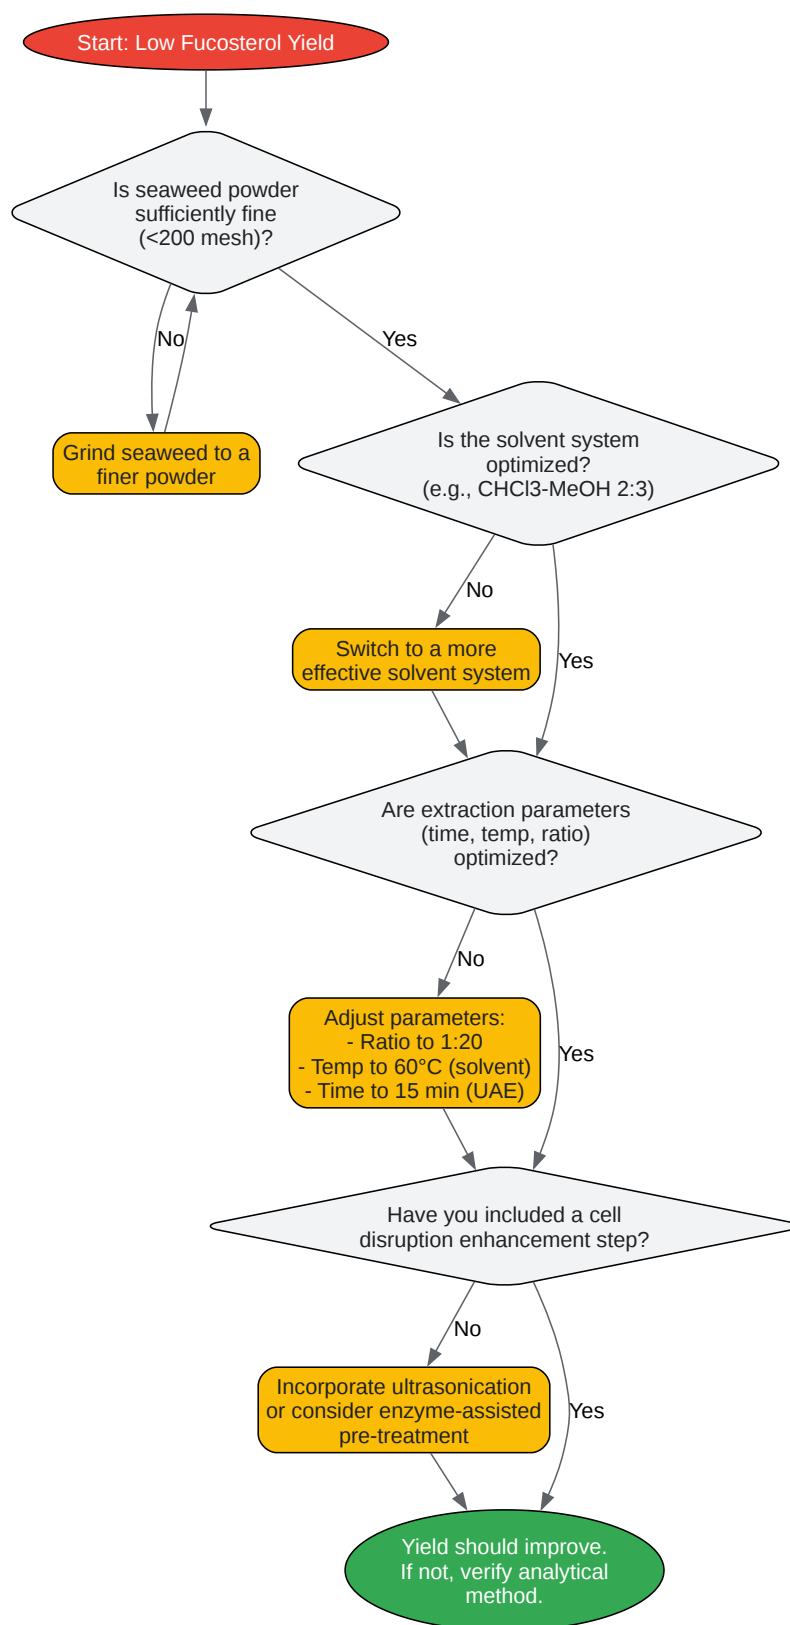 Start: Low Fucosterol Yield
Is seaweed powder
sufficiently fine
(<200 mesh)?
No
Yes
Grind seaweed to a
finer powder
Is the solvent system
optimized?
(e.g., CHCl3-MeOH 2:3)
No
Switch to a more
effective solvent system
Yes
Are extraction parameters
(time, temp, ratio)
optimized?
No
Adjust parameters:
- Ratio to 1:20
- Temp to 60°C (solvent)
- Time to 15 min (UAE)
Yes
Have you included a cell
disruption enhancement step?
No
Incorporate ultrasonication
or consider enzyme-assisted
pre-treatment
Yes
Yield should improve.
If not, verify analytical
method.